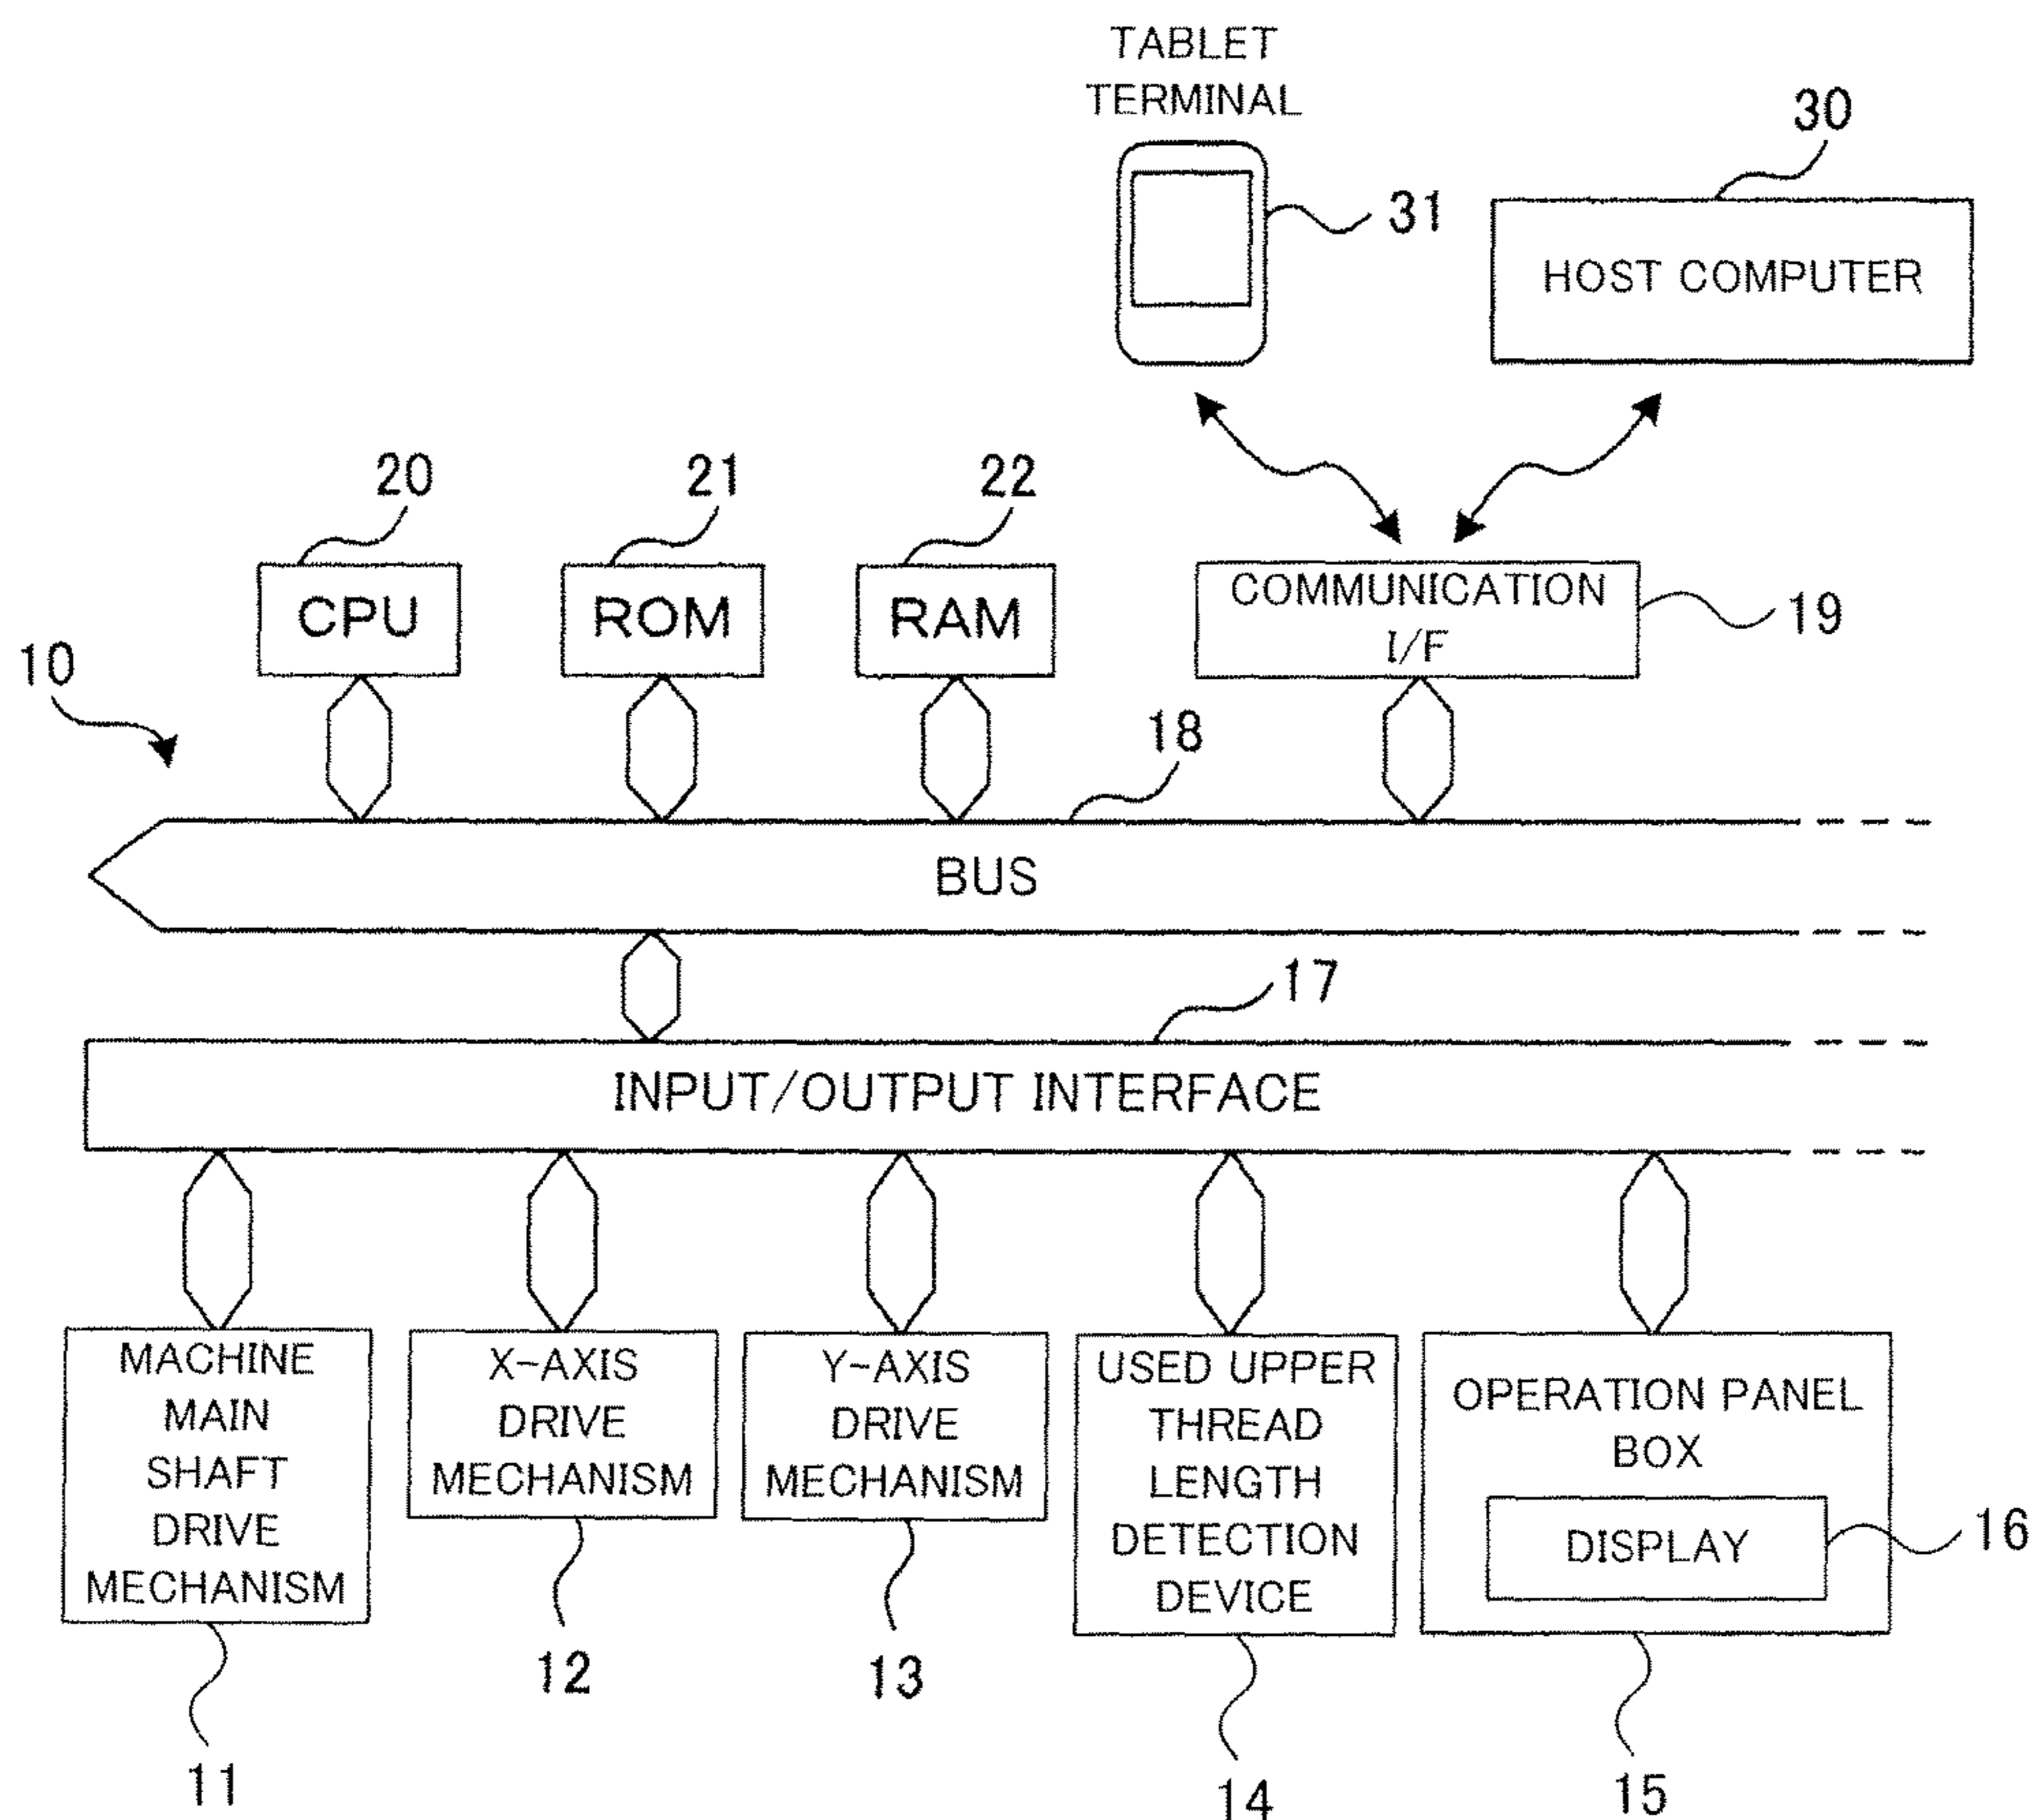 TABLET
TERMINAL
30
31
HOST COMPUTER
20
21
22
CPU
ROM
RAM
COMMUNICATION
I/F
19
10
18
BUS
17
INPUT/OUTPUT INTERFACE
MACHINE
MAIN
SHAFT
DRIVE
MECHANISM
X-AXIS
DRIVE
MECHANISM
Y-AXIS
DRIVE
MECHANISM
USED UPPER
THREAD
LENGTH
DETECTION
DEVICE
OPERATION PANEL
BOX
DISPLAY
16
12
13
11
14
15